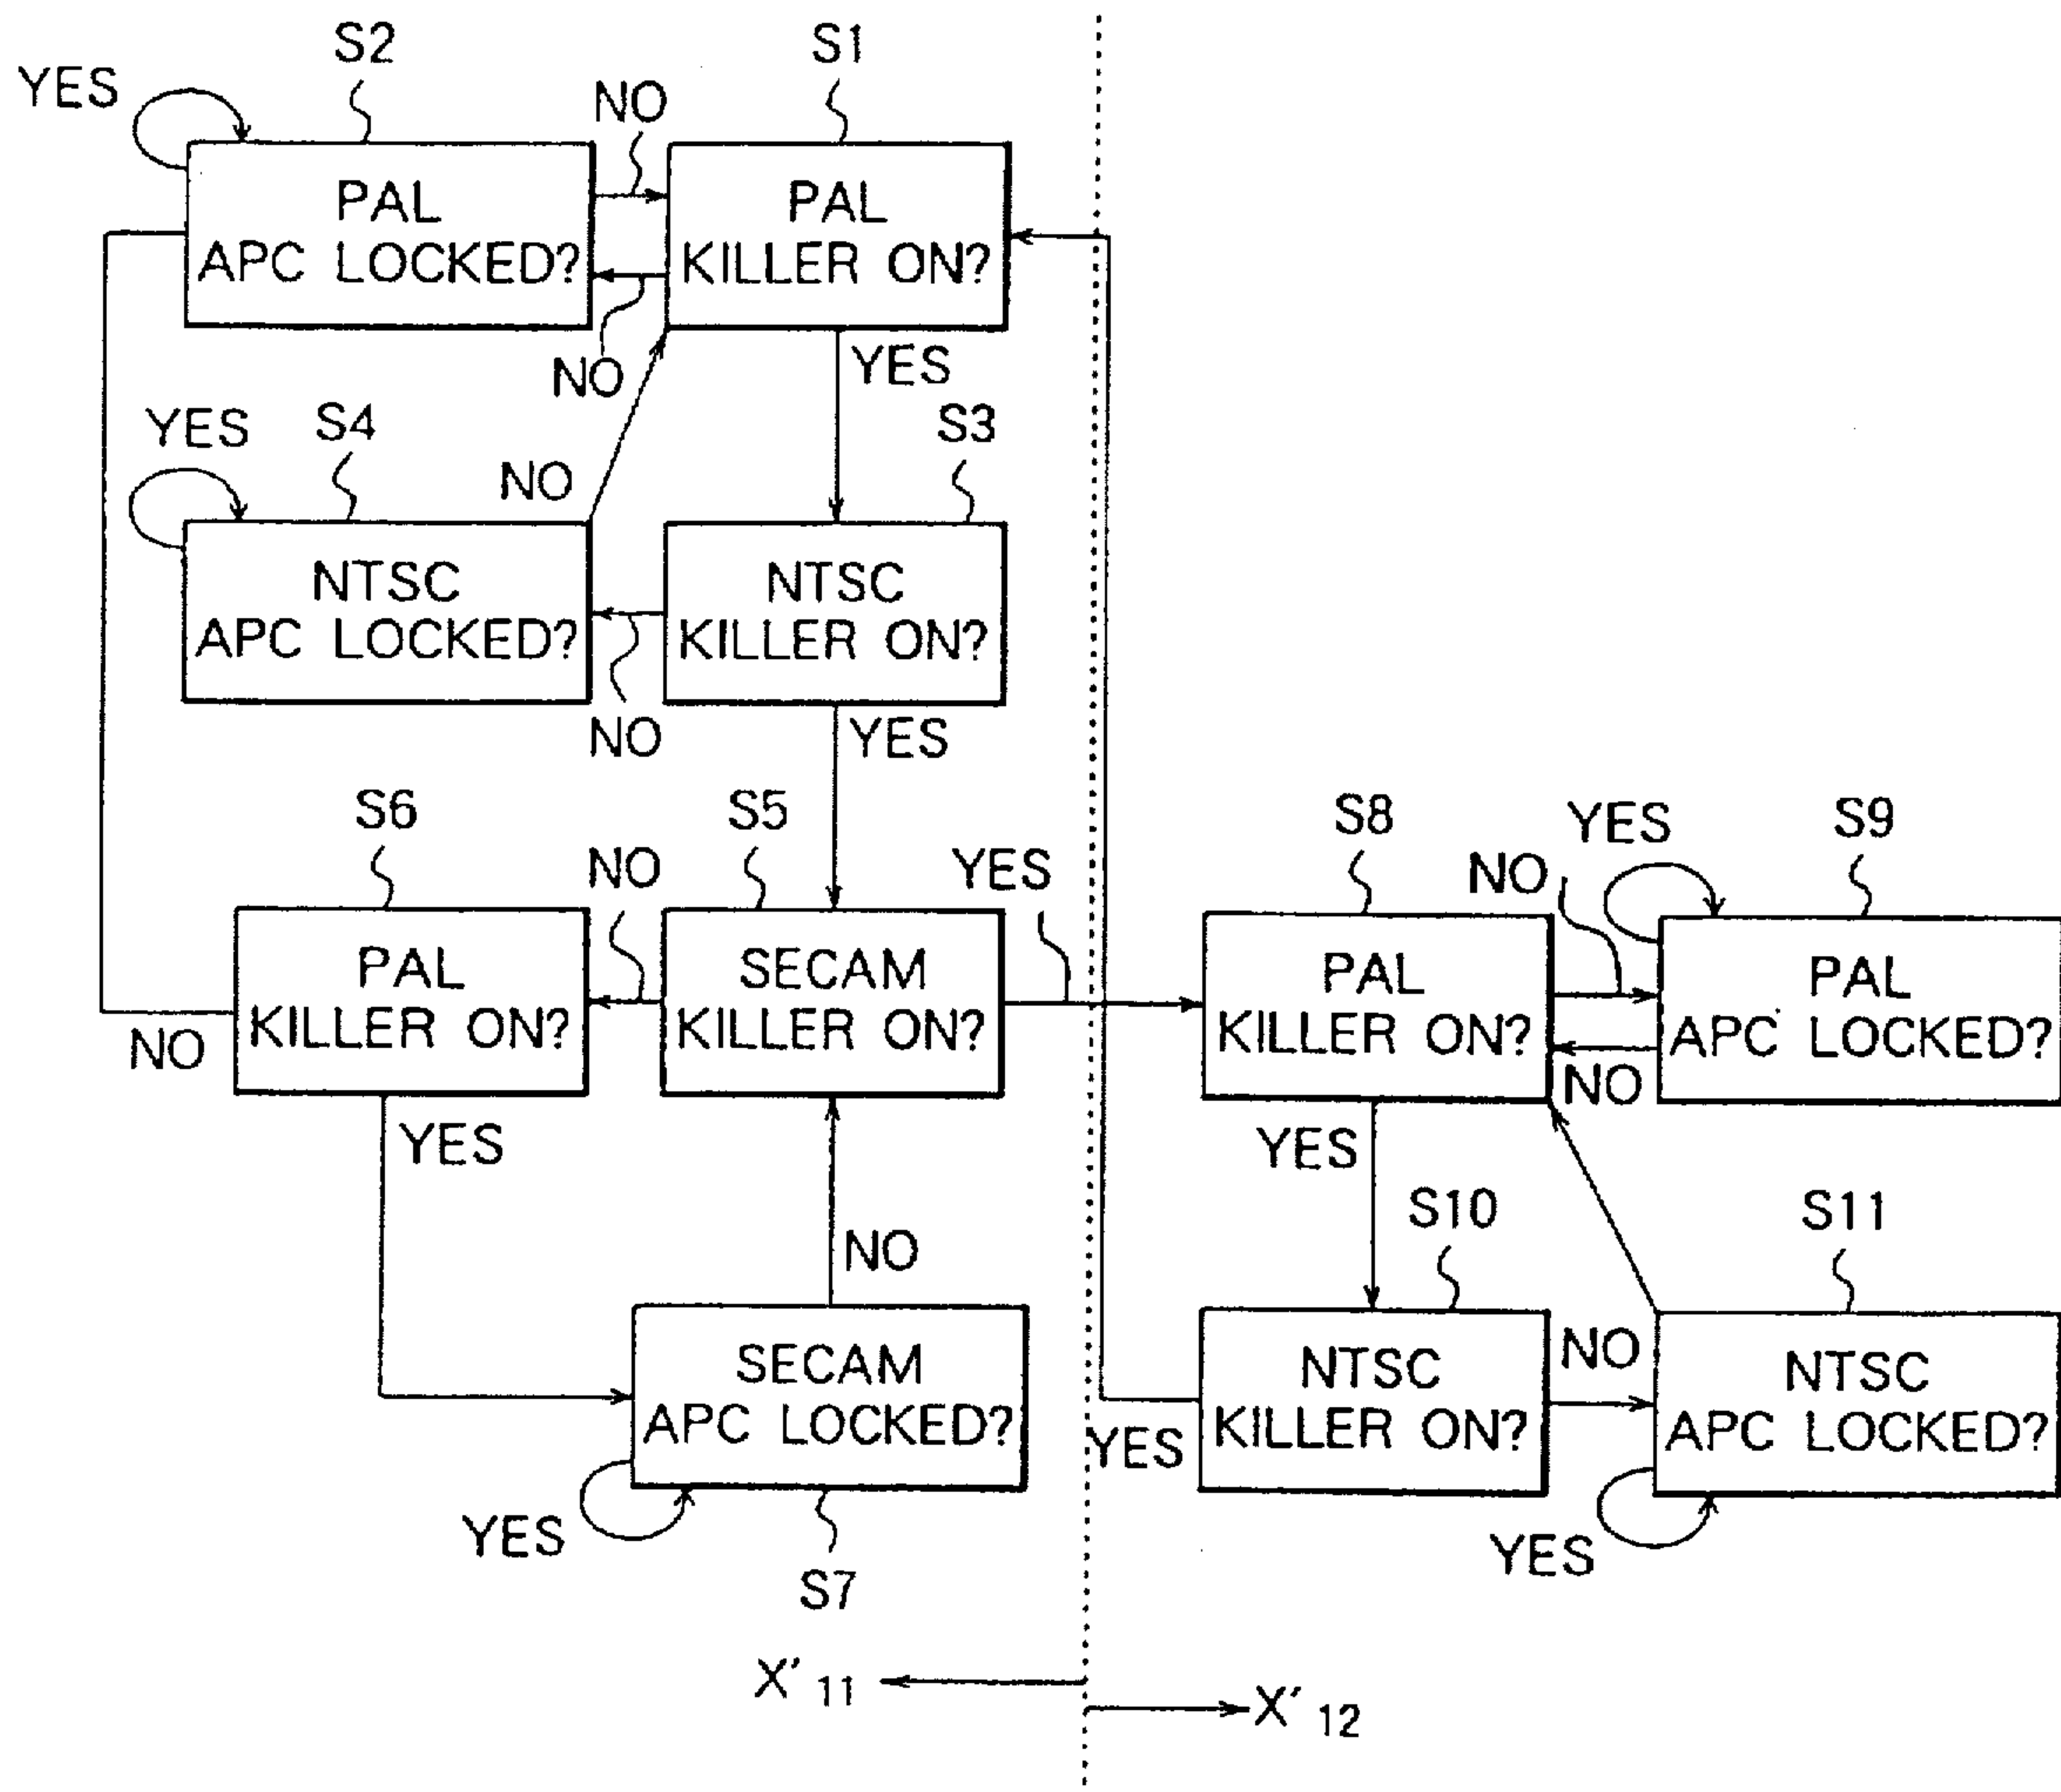 S2
S1
YES
NO
PAL
APC LOCKED?
PAL
KILLER ON?
NO
YES
YES
S4
NO
S3
NTSC
APC LOCKED?
NTSC
KILLER ON?
NO
YES
S6
S5
NO
YES
S8
NO
YES
S9
PAL
KILLER ON?
SECAM
KILLER ON?
PAL
KILLER ON?
PAL
APC LOCKED?
NO
NO
YES
YES
NO
S10
S11
SECAM
APC LOCKED?
NTSC
KILLER ON?
NO
NTSC
APC LOCKED?
YES
YES
YES
S7
X'11
X'12